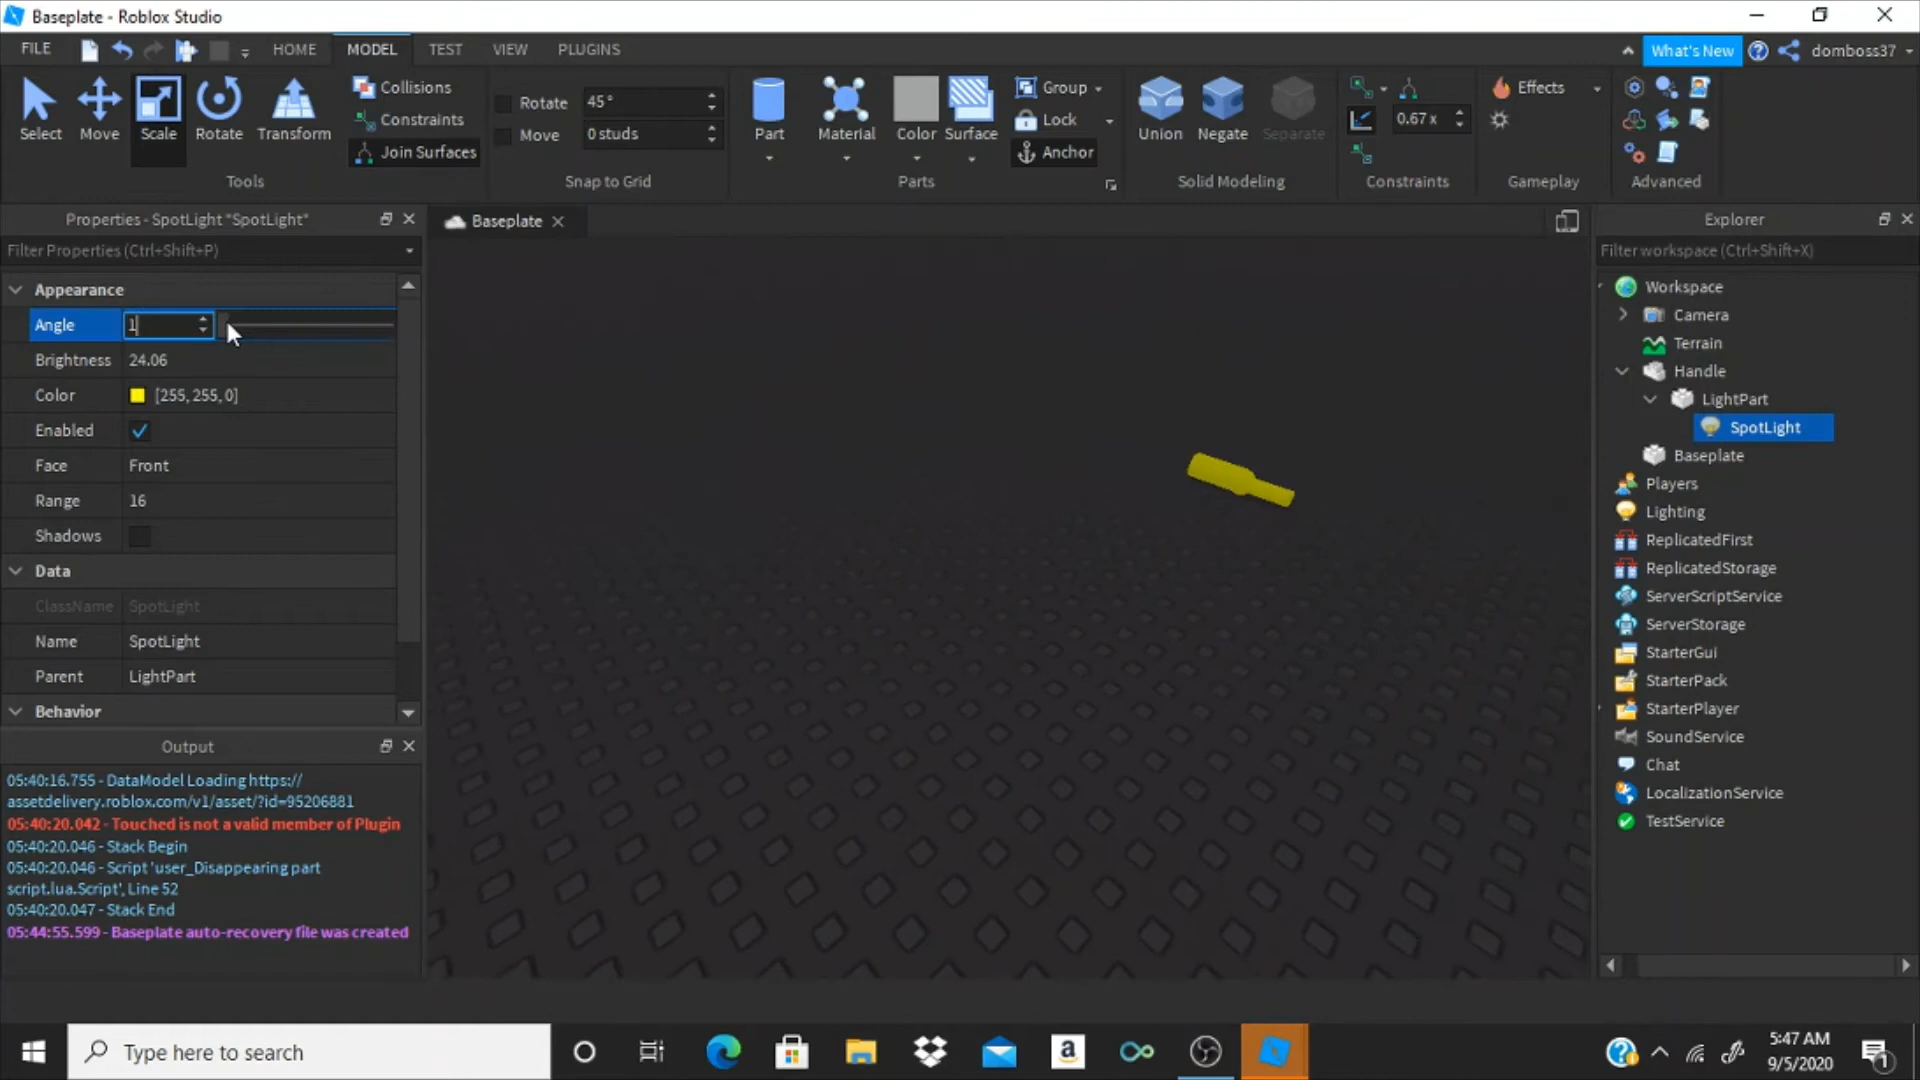 Baseplate - Roblox Studio
FILE
HOME
MODEL
TEST
VIEW
PLUGINS
What's New
domboss37
Select
Move
Scale
Rotate
Transform
Tools
Collisions
Constraints
Join Surfaces
Rotate
45°
Move
0 studs
Snap to Grid
Part
Material
Color
Surface
Group
Lock
Anchor
Parts
Union
Negate
Separate
Solid Modeling
0.67 x
Constraints
Effects
Gameplay
Advanced
Properties - SpotLight "SpotLight"
Filter Properties (Ctrl+Shift+P)
Appearance
Angle
1
Brightness
24.06
Color
[255, 255, 0]
Enabled
Face
Front
Range
16
Shadows
Data
ClassName
SpotLight
Name
SpotLight
Parent
LightPart
Behavior
Output
05:40:16.755 - DataModel Loading https://
assetdelivery.roblox.com/v1/asset/?id=95206881
05:40:20.042 - Touched is not a valid member of Plugin
05:40:20.046 - Stack Begin
05:40:20.046 - Script 'user_Disappearing part
script.lua.Script', Line 52
05:40:20.047 - Stack End
05:44:55.599 - Baseplate auto-recovery file was created
Baseplate
Explorer
Filter workspace (Ctrl+Shift+X)
Workspace
Camera
Terrain
Handle
LightPart
SpotLight
Baseplate
Players
Lighting
ReplicatedFirst
ReplicatedStorage
ServerScriptService
ServerStorage
StarterGui
StarterPack
StarterPlayer
SoundService
Chat
LocalizationService
TestService
Type here to search
a
5:47 AM
9/5/2020
1